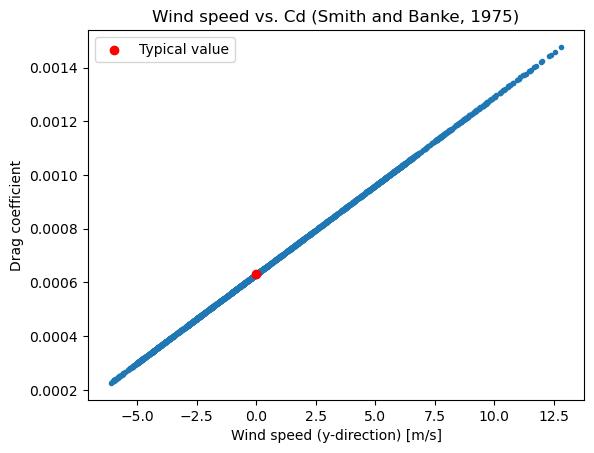 Wind speed vs. Cd (Smith and Banke, 1975)
Typical value
Drag coefficient
0.0014
0.0012
0.0010
0.0008
0.0006
0.0004
0.0002
−5.0 −2.5 0.0 2.5 5.0 7.5 10.0 12.5
Wind speed (y-direction) [m/s]